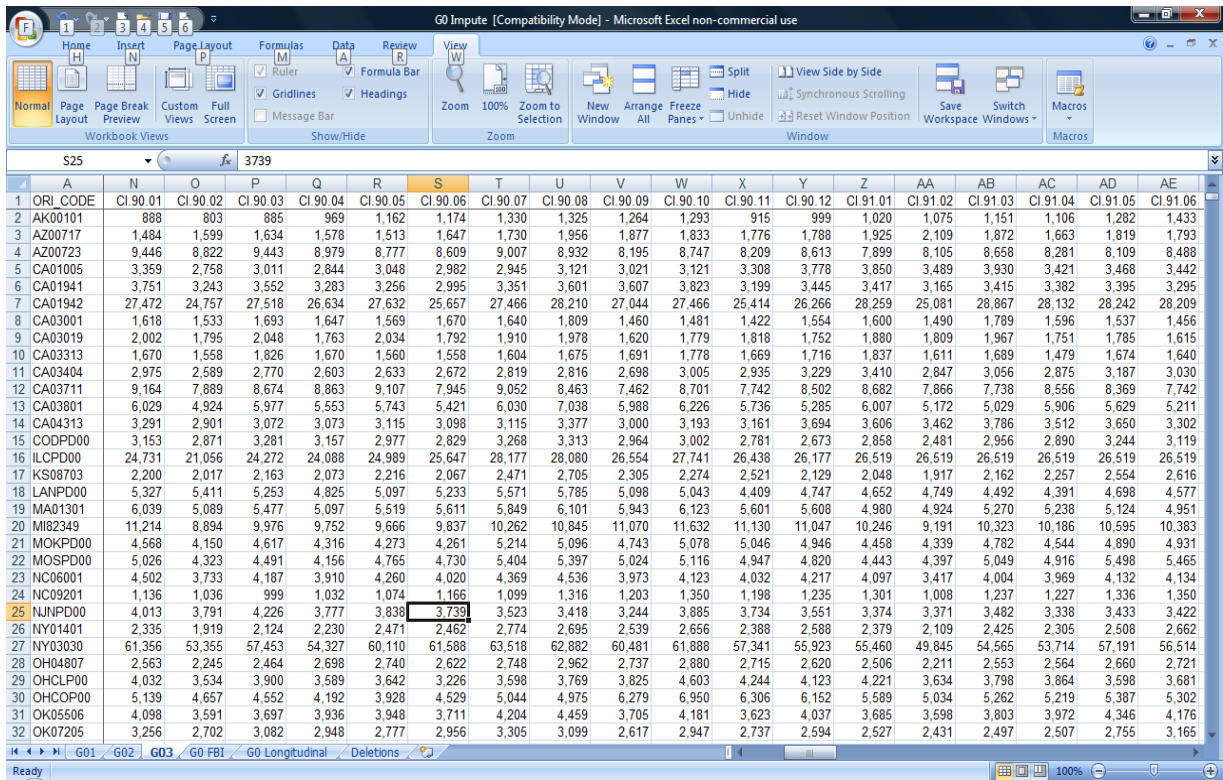 G0 Impute [Compatibility Mode] - Microsoft Excel non-commercial use
F 1 2 3 4 5 6
Home Insert Page Layout Formulas Data Review View
H N P M A R W
Normal Page Layout Page Break Preview Custom Views Full Screen
Workbook Views
Ruler Formula Bar
Gridlines Headings
Message Bar
Show/Hide
Zoom 100% Zoom to Selection
Zoom
New Window Arrange All Freeze Panes
Split View Side by Side
Hide Synchronous Scrolling
Unhide Reset Window Position
Save Workspace Switch Windows
Window
Macros
Macros
S25 fx 3739
A N O P Q R S T U V W X Y Z AA AB AC AD AE
1 ORI_CODE CI.90.01 CI.90.02 CI.90.03 CI.90.04 CI.90.05 CI.90.06 CI.90.07 CI.90.08 CI.90.09 CI.90.10 CI.90.11 CI.90.12 CI.91.01 CI.91.02 CI.91.03 CI.91.04 CI.91.05 CI.91.06
2 AK00101 888 803 885 969 1,162 1,174 1,330 1,325 1,264 1,293 915 999 1,020 1,075 1,151 1,106 1,282 1,433
3 AZ00717 1,484 1,599 1,634 1,578 1,513 1,647 1,730 1,956 1,877 1,833 1,776 1,788 1,925 2,109 1,872 1,663 1,819 1,793
4 AZ00723 9,446 8,822 9,443 8,979 8,777 8,609 9,007 8,932 8,195 8,747 8,209 8,613 7,899 8,105 8,658 8,281 8,109 8,488
5 CA01005 3,359 2,758 3,011 2,844 3,048 2,982 2,945 3,121 3,021 3,121 3,308 3,778 3,850 3,489 3,930 3,421 3,468 3,442
6 CA01941 3,751 3,243 3,552 3,283 3,256 2,995 3,351 3,601 3,607 3,823 3,199 3,445 3,417 3,165 3,415 3,382 3,395 3,295
7 CA01942 27,472 24,757 27,518 26,634 27,632 25,657 27,466 28,210 27,044 27,466 25,414 26,266 28,259 25,081 28,867 28,132 28,242 28,209
8 CA03001 1,618 1,533 1,693 1,647 1,569 1,670 1,640 1,809 1,460 1,481 1,422 1,554 1,600 1,490 1,789 1,596 1,537 1,456
9 CA03019 2,002 1,795 2,048 1,763 2,034 1,792 1,910 1,978 1,620 1,779 1,818 1,752 1,880 1,809 1,967 1,751 1,785 1,615
10 CA03313 1,670 1,558 1,826 1,670 1,560 1,558 1,604 1,675 1,691 1,778 1,669 1,716 1,837 1,611 1,689 1,479 1,674 1,640
11 CA03404 2,975 2,589 2,770 2,603 2,633 2,672 2,819 2,816 2,698 3,005 2,935 3,229 3,410 2,847 3,056 2,875 3,187 3,030
12 CA03711 9,164 7,889 8,674 8,863 9,107 7,945 9,052 8,463 7,462 8,701 7,742 8,502 8,682 7,866 7,738 8,556 8,369 7,742
13 CA03801 6,029 4,924 5,977 5,553 5,743 5,421 6,030 7,038 5,988 6,226 5,736 5,285 6,007 5,172 5,029 5,906 5,629 5,211
14 CA04313 3,291 2,901 3,072 3,073 3,115 3,098 3,115 3,377 3,000 3,193 3,161 3,694 3,606 3,462 3,786 3,512 3,650 3,302
15 CODPD00 3,153 2,871 3,281 3,157 2,977 2,829 3,268 3,313 2,964 3,002 2,781 2,673 2,858 2,481 2,956 2,890 3,244 3,119
16 ILCPD00 24,731 21,056 24,272 24,088 24,989 25,647 28,177 28,080 26,554 27,741 26,438 26,177 26,519 26,519 26,519 26,519 26,519 26,519
17 KS08703 2,200 2,017 2,163 2,073 2,216 2,067 2,471 2,705 2,305 2,274 2,521 2,129 2,048 1,917 2,162 2,257 2,554 2,616
18 LANPD00 5,327 5,411 5,253 4,825 5,097 5,233 5,571 5,785 5,098 5,043 4,409 4,747 4,652 4,749 4,492 4,391 4,698 4,577
19 MA01301 6,039 5,089 5,477 5,097 5,519 5,611 5,849 6,101 5,943 6,123 5,601 5,608 4,980 4,924 5,270 5,238 5,124 4,951
20 MI82349 11,214 8,894 9,976 9,752 9,666 9,837 10,262 10,845 11,070 11,632 11,130 11,047 10,246 9,191 10,323 10,186 10,595 10,383
21 MOKPD00 4,568 4,150 4,617 4,316 4,273 4,261 5,214 5,096 4,743 5,078 5,046 4,946 4,458 4,339 4,782 4,544 4,890 4,931
22 MOSPD00 5,026 4,323 4,491 4,156 4,765 4,730 5,404 5,397 5,024 5,116 4,947 4,820 4,443 4,397 5,049 4,916 5,498 5,465
23 NC06001 4,502 3,733 4,187 3,910 4,260 4,020 4,369 4,536 3,973 4,123 4,032 4,217 4,097 3,417 4,004 3,969 4,132 4,134
24 NC09201 1,136 1,036 999 1,032 1,074 1,166 1,099 1,316 1,203 1,350 1,198 1,235 1,301 1,008 1,237 1,227 1,336 1,350
25 NJNPD00 4,013 3,791 4,226 3,777 3,838 3,739 3,523 3,418 3,244 3,885 3,734 3,551 3,374 3,371 3,482 3,338 3,433 3,422
26 NY01401 2,335 1,919 2,124 2,230 2,471 2,462 2,774 2,695 2,539 2,656 2,388 2,588 2,379 2,109 2,425 2,305 2,508 2,662
27 NY03030 61,356 53,355 57,453 54,327 60,110 61,588 63,518 62,882 60,481 61,888 57,341 55,923 55,460 49,845 54,565 53,714 57,191 56,514
28 OH04807 2,563 2,245 2,464 2,698 2,740 2,622 2,748 2,962 2,737 2,880 2,715 2,620 2,506 2,211 2,553 2,564 2,660 2,721
29 OHCLP00 4,032 3,534 3,900 3,589 3,642 3,226 3,598 3,769 3,825 4,603 4,244 4,123 4,221 3,634 3,798 3,864 3,598 3,681
30 OHCOP00 5,139 4,657 4,552 4,192 3,928 4,529 5,044 4,975 6,279 6,950 6,306 6,152 5,589 5,034 5,262 5,219 5,387 5,302
31 OK05506 4,098 3,591 3,697 3,936 3,948 3,711 4,204 4,459 3,705 4,181 3,623 4,037 3,685 3,598 3,803 3,972 4,346 4,176
32 OK07205 3,256 2,702 3,082 2,948 2,777 2,956 3,305 3,099 2,617 2,947 2,737 2,594 2,527 2,431 2,497 2,507 2,755 3,165
G01 G02 G03 G0 FBI G0 Longitudinal Deletions
Ready 100%